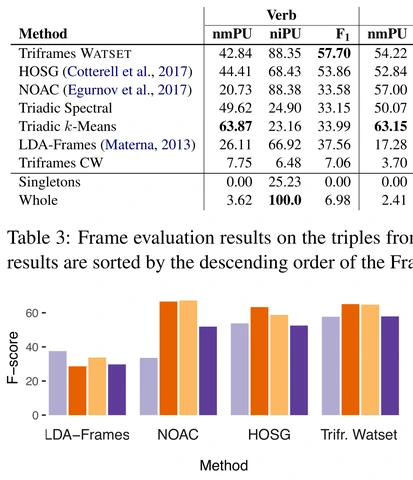 Verb
Method nmPU niPU F1 nmPU
Triframes WATSET 42.84 88.35 57.70 54.22
HOSG (Cotterell et al., 2017) 44.41 68.43 53.86 52.84
NOAC (Egurnov et al., 2017) 20.73 88.38 33.58 57.00
Triadic Spectral 49.62 24.90 33.15 50.07
Triadic k-Means 63.87 23.16 33.99 63.15
LDA-Frames (Materna, 2013) 26.11 66.92 37.56 17.28
Triframes CW 7.75 6.48 7.06 3.70
Singletons 0.00 25.23 0.00 0.00
Whole 3.62 100.0 6.98 2.41
Table 3: Frame evaluation results on the triples from
results are sorted by the descending order of the Fra
F-score
60
40
20
0
LDA-Frames NOAC HOSG Trifr. Watset
Method